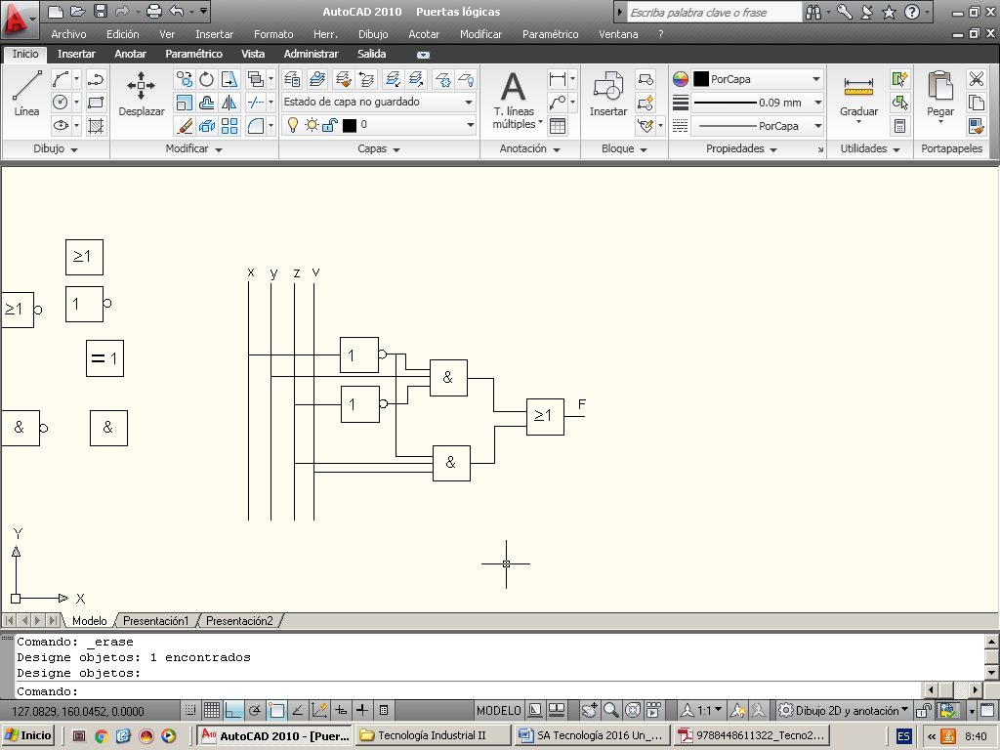 AutoCAD 2010 Puertas lógicas
Escriba palabra clave o frase
Archivo Edición Ver Insertar Formato Herr. Dibujo Acotar Modificar Paramétrico Ventana ?
Inicio Insertar Anotar Paramétrico Vista Administrar Salida
Línea
Desplazar
Estado de capa no guardado
0
A
T. líneas
múltiples
Insertar
PorCapa
0.09 mm
PorCapa
Graduar
Pegar
Dibujo Modificar Capas Anotación Bloque Propiedades Utilidades Portapapeles
≥1
≥1
1
= 1
&
&
x y z v
1
&
1
≥1
F
&
Y
X
Modelo Presentación1 Presentación2
Comando: _erase
Designe objetos: 1 encontrados
Designe objetos:
Comando:
127.0829, 160.0452, 0.0000
MODELO
1:1
Dibujo 2D y anotación
Inicio
AutoCAD 2010 - [Puer...
Tecnología Industrial II
SA Tecnología 2016 Un_...
9788448611322_Tecno2...
ES
«
8:40